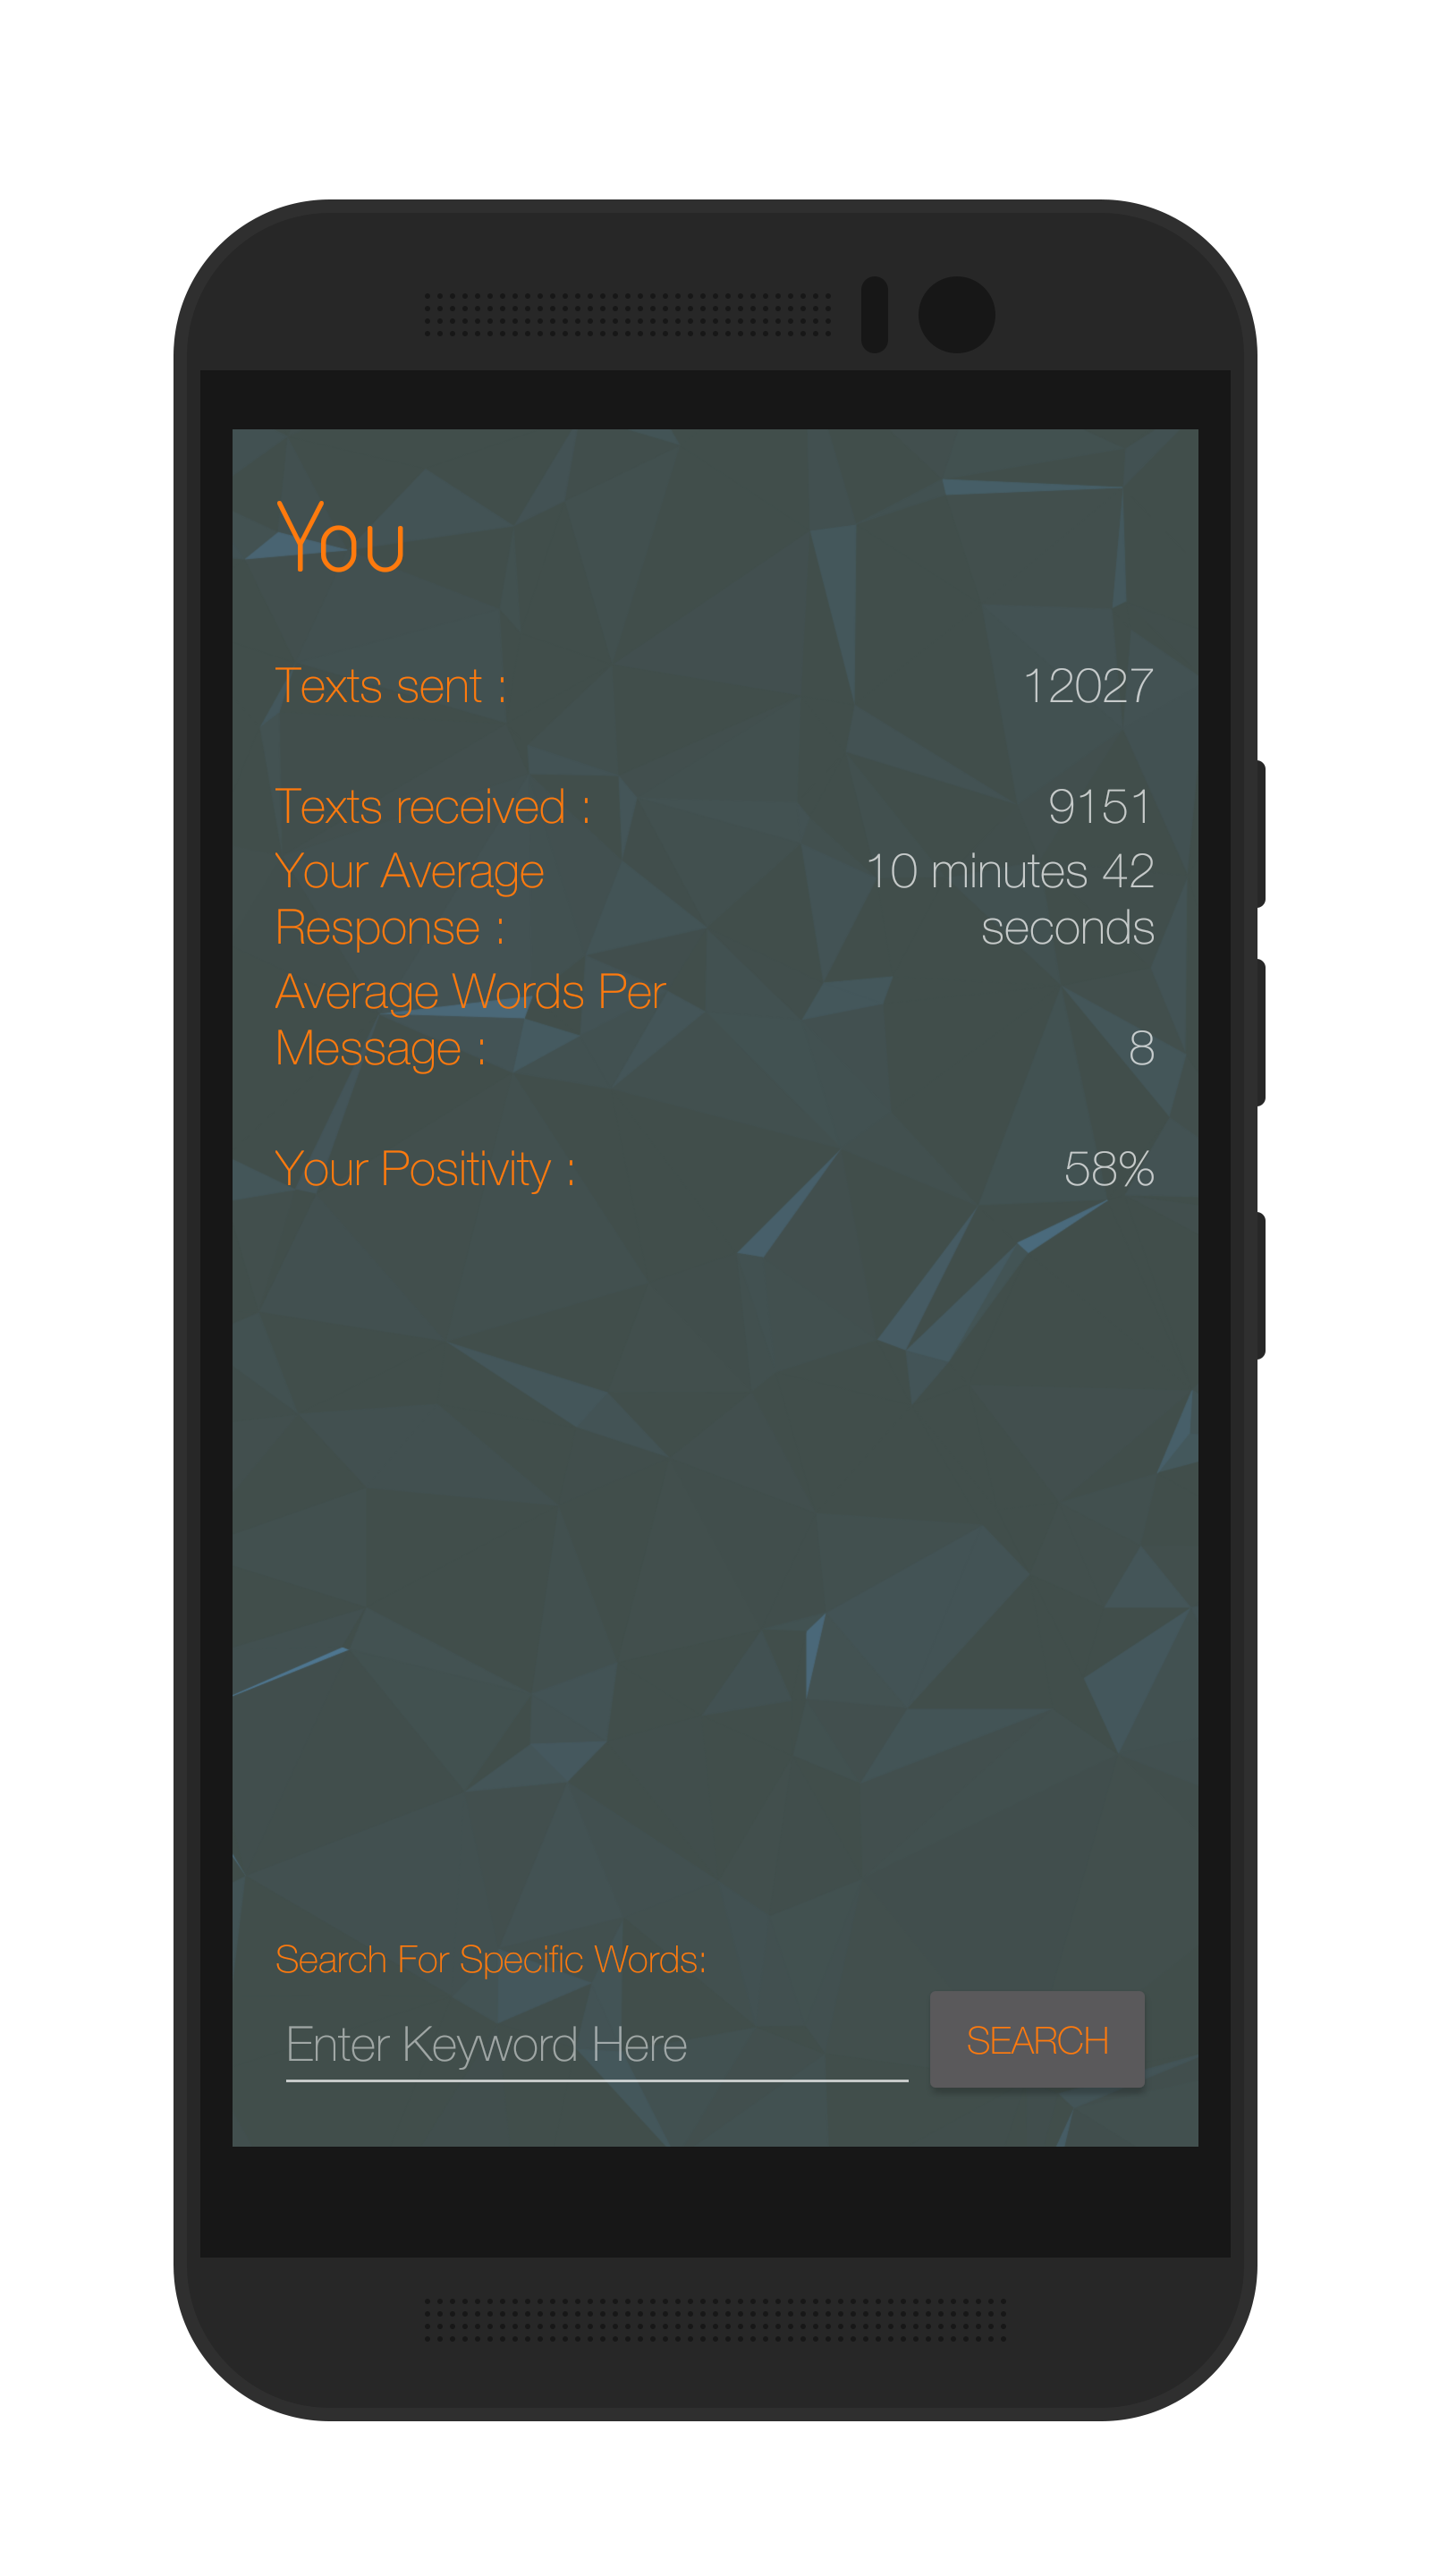 You
Texts sent : 12027
Texts received : 9151
Your Average 10 minutes 42
Response : seconds
Average Words Per
Message : 8
Your Positivity : 58%
Search For Specific Words:
Enter Keyword Here
SEARCH